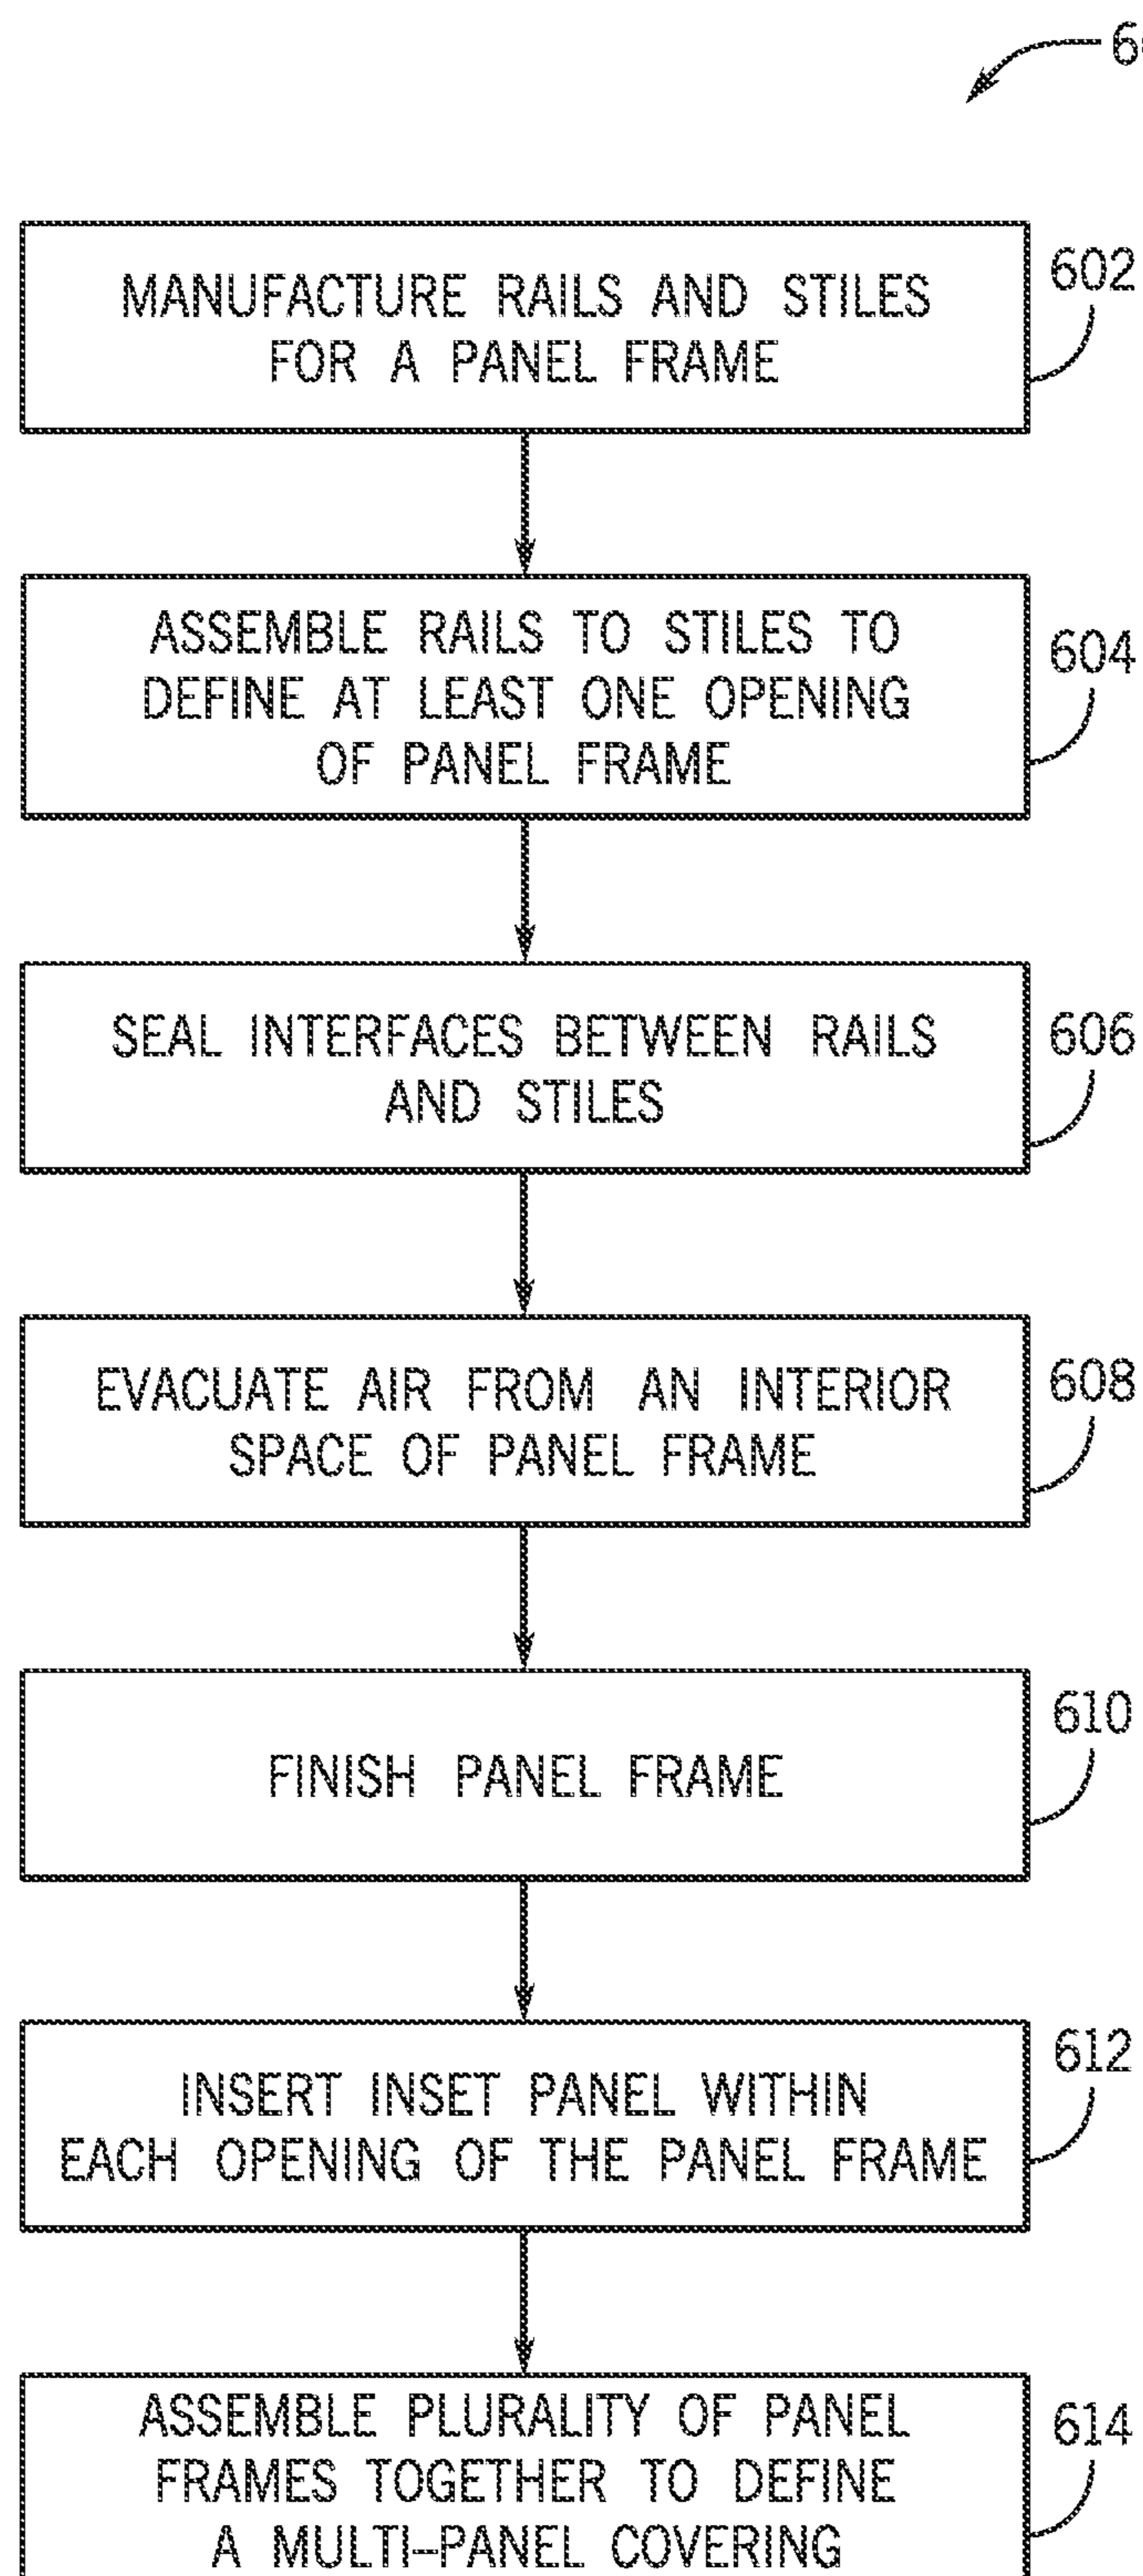 MANUFACTURE RAILS AND STILES
602
FOR A PANEL FRAME
ASSEMBLE RAILS TO STILES TO
604
DEFINE AT LEAST ONE OPENING
OF PANEL FRAME
SEAL INTERFACES BETWEEN RAILS
606
AND STILES
EVACUATE AIR FROM AN INTERIOR
608
SPACE OF PANEL FRAME
610
FINISH PANEL FRAME
612
INSERT INSET PANEL WITHIN
EACH OPENING OF THE PANEL FRAME
ASSEMBLE PLURALITY OF PANEL
614
FRAMES TOGETHER TO DEFINE
A MULTI-PANEL COVERING